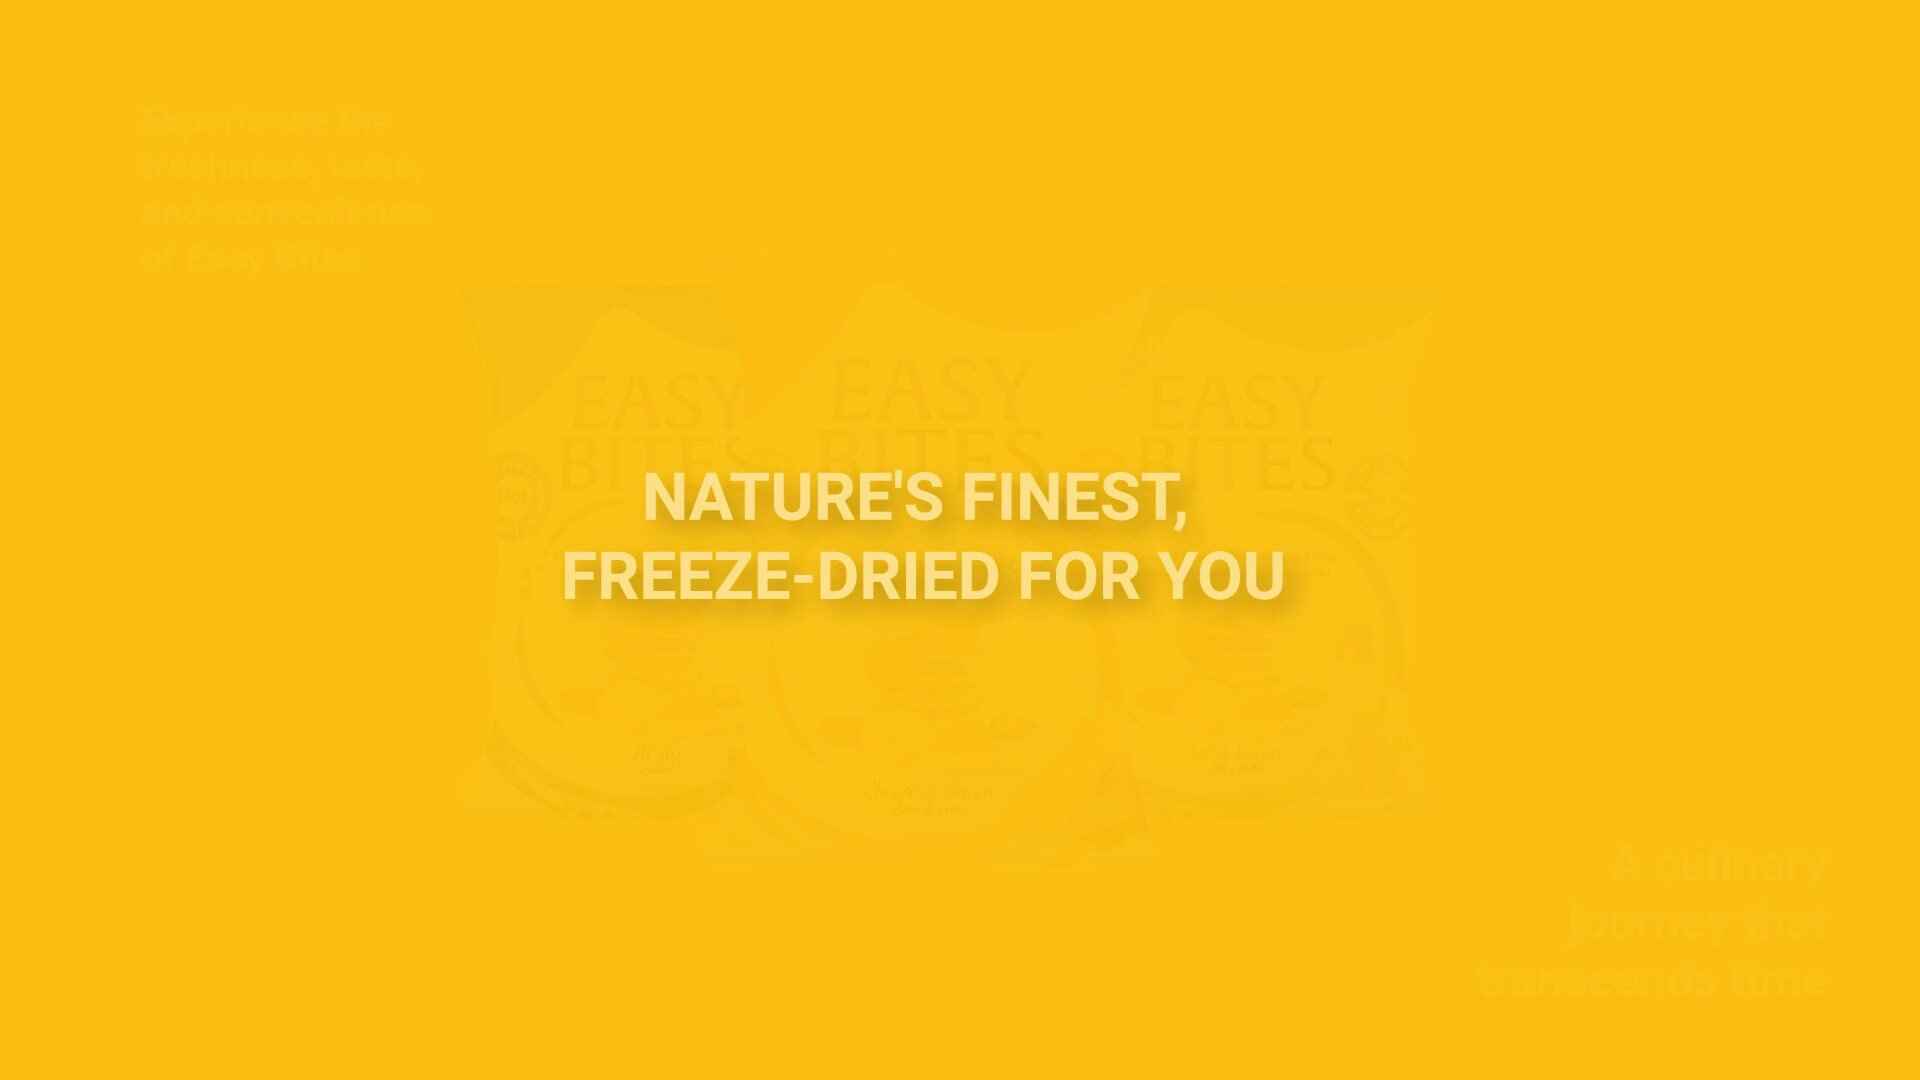 Experience the
freshness, taste,
and convenience
of Easy Bites
EASY
BITES
EASY
BITES
EASY
BITES
NATURE'S FINEST,
FREEZE-DRIED FOR YOU
A culinary
journey that
transcends time